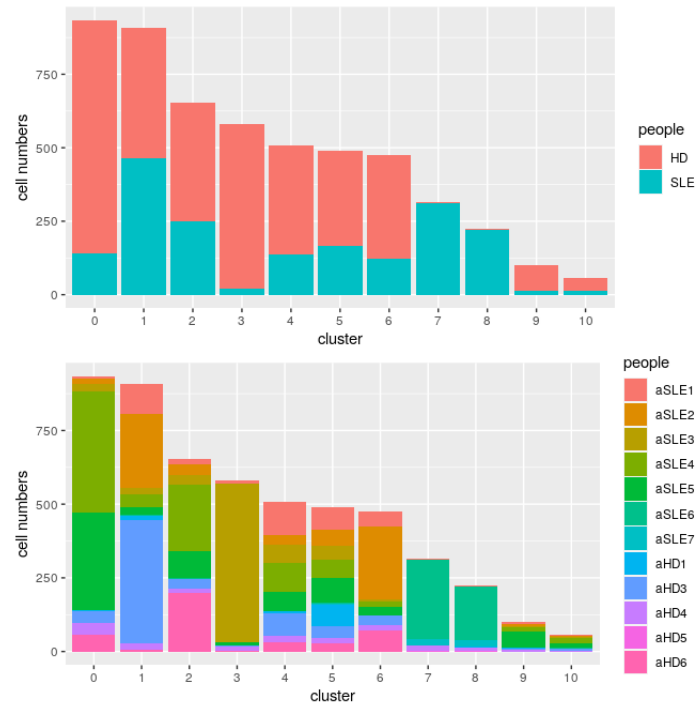 750
500
250
0
cell numbers
0 1 2 3 4 5 6 7 8 9 10
cluster
people
HD
SLE
750
500
250
0
cell numbers
0 1 2 3 4 5 6 7 8 9 10
cluster
people
aSLE1
aSLE2
aSLE3
aSLE4
aSLE5
aSLE6
aSLE7
aHD1
aHD3
aHD4
aHD5
aHD6